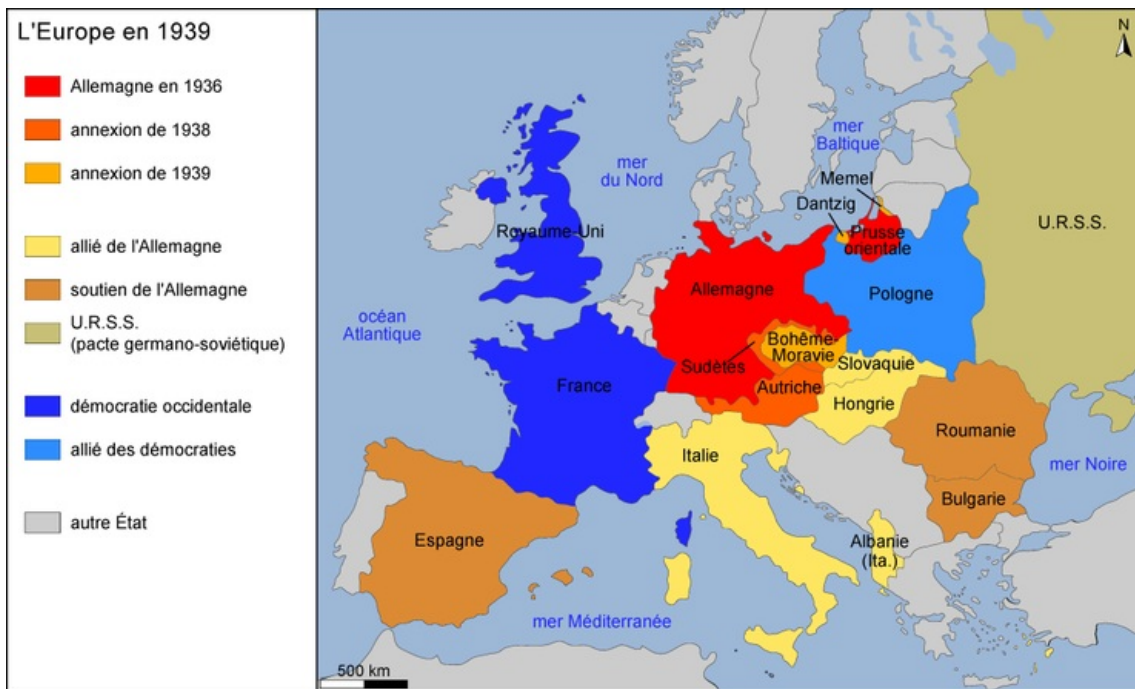 L'Europe en 1939
Allemagne en 1936
annexion de 1938
annexion de 1939
allié de l'Allemagne
soutien de l'Allemagne
U.R.S.S.
(pacte germano-soviétique)
démocratie occidentale
allié des démocraties
autre État
N
mer
Baltique
mer
du Nord
Memel
Dantzig
Prusse
orientale
U.R.S.S.
Royaume-Uni
océan
Atlantique
Allemagne
Pologne
Bohême-
Moravie
Sudètes
Slovaquie
Autriche
Hongrie
France
Roumanie
Italie
mer Noire
Bulgarie
Espagne
Albanie
(Ita.)
mer Méditerranée
500 km